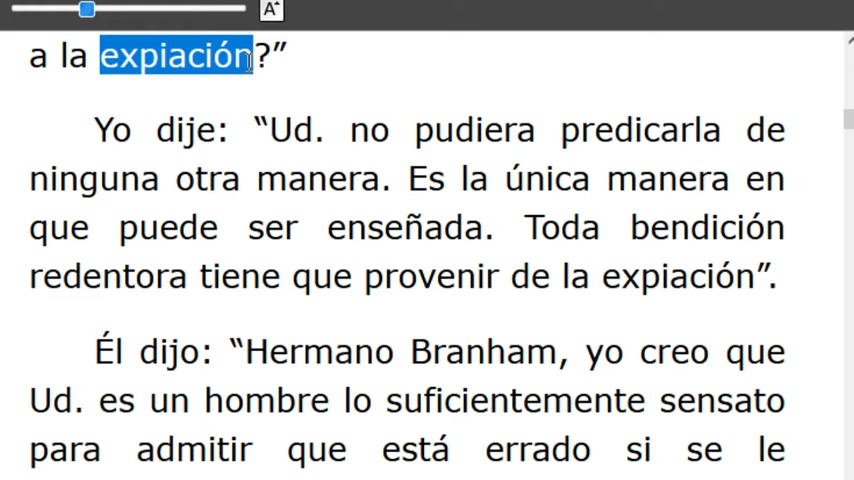 A
a la expiación?”
Yo dije: “Ud. no pudiera predicarla de
ninguna otra manera. Es la única manera en
que puede ser enseñada. Toda bendición
redentora tiene que provenir de la expiación”.
Él dijo: “Hermano Branham, yo creo que
Ud. es un hombre lo suficientemente sensato
para admitir que está errado si se le